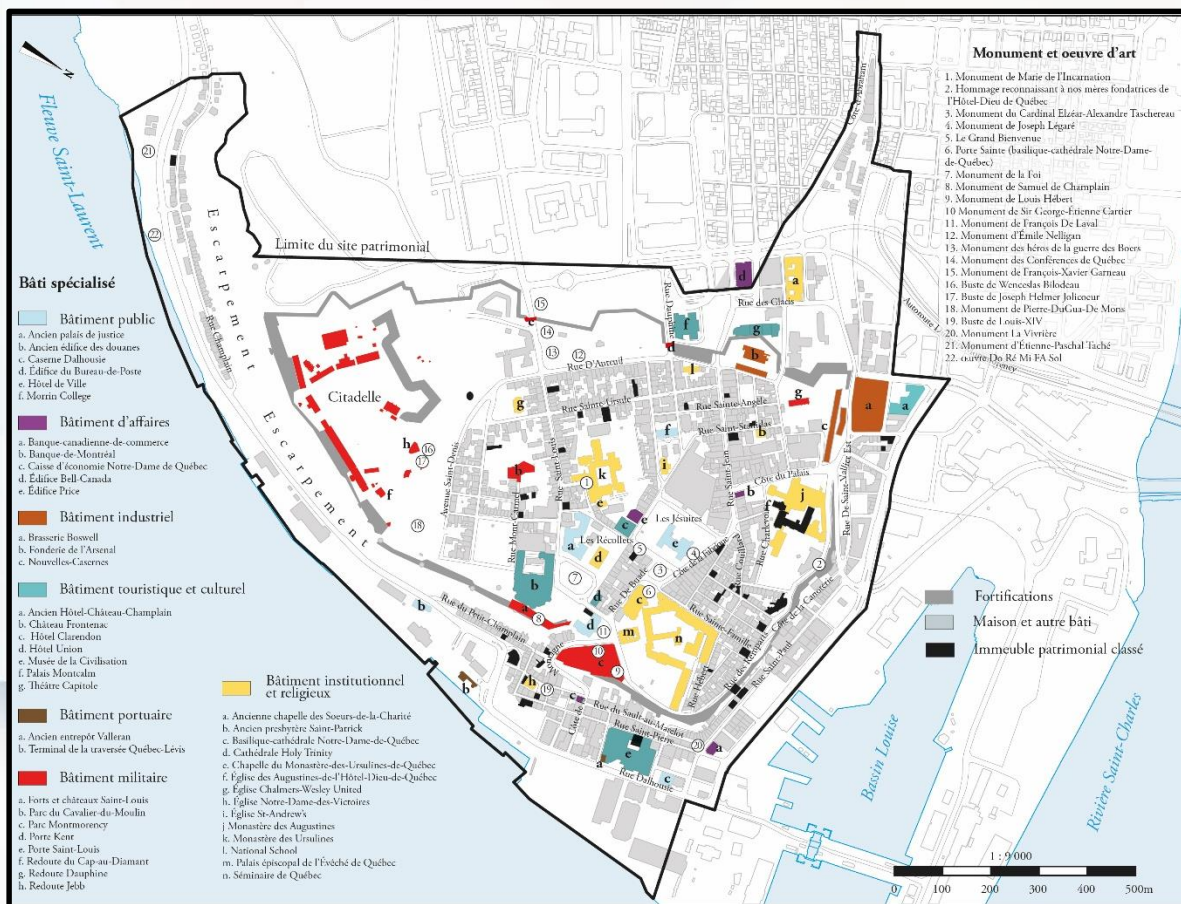 N
Fleuve Saint-Laurent
Escarpement
Rue Champlain
Escarpement
Limite du site patrimonial
Citadelle
Côte d'Abraham
Monument et oeuvre d'art
1. Monument de Marie de l'Incarnation
2. Hommage reconnaissant à nos mères fondatrices de
l'Hôtel-Dieu de Québec
3. Monument du Cardinal Elzéar-Alexandre Taschereau
4. Monument de Joseph Légaré
5. Le Grand Bienvenue
6. Porte Sainte (basilique-cathédrale Notre-Dame-
de-Québec)
7. Monument de la Foi
8. Monument de Samuel de Champlain
9. Monument de Louis Hébert
10 Monument de Sir George-Étienne Cartier
11. Monument de François De Laval
12. Monument d'Émile Nelligan
13. Monument des héros de la guerre des Boers
14. Monument des Conférences de Québec
15. Monument de François-Xavier Garneau
16. Buste de Wenceslas Bilodeau
17. Buste de Joseph Helmer Jolicoeur
18. Monument de Pierre-DuGua-De Mons
19. Buste de Louis-XIV
20. Monument La Vivrière
21. Monument d'Étienne-Paschal Taché
22. œuvre Do Ré Mi FA Sol
Bâti spécialisé
Bâtiment public
a. Ancien palais de justice
b. Ancien édifice des douanes
c. Caserne Dalhousie
d. Édifice du Bureau-de-Poste
e. Hôtel de Ville
f. Morrin College
Bâtiment d'affaires
a. Banque-canadienne-de-commerce
b. Banque-de-Montréal
c. Caisse d'économie Notre-Dame de Québec
d. Édifice Bell-Canada
e. Édifice Price
Bâtiment industriel
a. Brasserie Boswell
b. Fonderie de l'Arsenal
c. Nouvelles-Casernes
Bâtiment touristique et culturel
a. Ancien Hôtel-Château-Champlain
b. Château Frontenac
c. Hôtel Clarendon
d. Hôtel Union
e. Musée de la Civilisation
f. Palais Montcalm
g. Théâtre Capitole
Bâtiment portuaire
a. Ancien entrepôt Valleran
b. Terminal de la traversée Québec-Lévis
Bâtiment militaire
a. Forts et châteaux Saint-Louis
b. Parc du Cavalier-du-Moulin
c. Parc Montmorency
d. Porte Kent
e. Porte Saint-Louis
f. Redoute du Cap-au-Diamant
g. Redoute Dauphine
h. Redoute Jebb
Bâtiment institutionnel
et religieux
a. Ancienne chapelle des Soeurs-de-la-Charité
b. Ancien presbytère Saint-Patrick
c. Basilique-cathédrale Notre-Dame-de-Québec
d. Cathédrale Holy Trinity
e. Chapelle du Monastère-des-Ursulines-de-Québec
f. Église des Augustines-de-l'Hôtel-Dieu-de-Québec
g. Église Chalmers-Wesley United
h. Église Notre-Dame-des-Victoires
i. Église St-Andrew's
j Monastère des Augustines
k. Monastère des Ursulines
l. National School
m. Palais épiscopal de l'Évêché de Québec
n. Séminaire de Québec
Rue des Glacis
Rue Dauphine
Rue D'Auteuil
Rue Sainte-Ursule
Rue Sainte-Angèle
Rue Saint-Stanislas
Rue Saint-Jean
Rue Saint-Louis
Avenue Saint-Denis
Rue Mont-Carmel
Côte du Palais
Rue De Saint-Vallier Est
Rue Charlevoix
Les Jésuites
Les Récollets
Côte de la Fabrique
Rue Couillard
Rue De Buade
Rue Sainte-Famille
Rue Hébert
Rue des Remparts
Côte de la Canoterie
Rue Saint-Paul
Rue du Petit-Champlain
Côte de la Montagne
Rue du Sault-au-Matelot
Rue Saint-Pierre
Rue Dalhousie
Bassin Louise
Rivière Saint-Charles
Fortifications
Maison et autre bâti
Immeuble patrimonial classé
1 : 9 000
0 100 200 300 400 500m